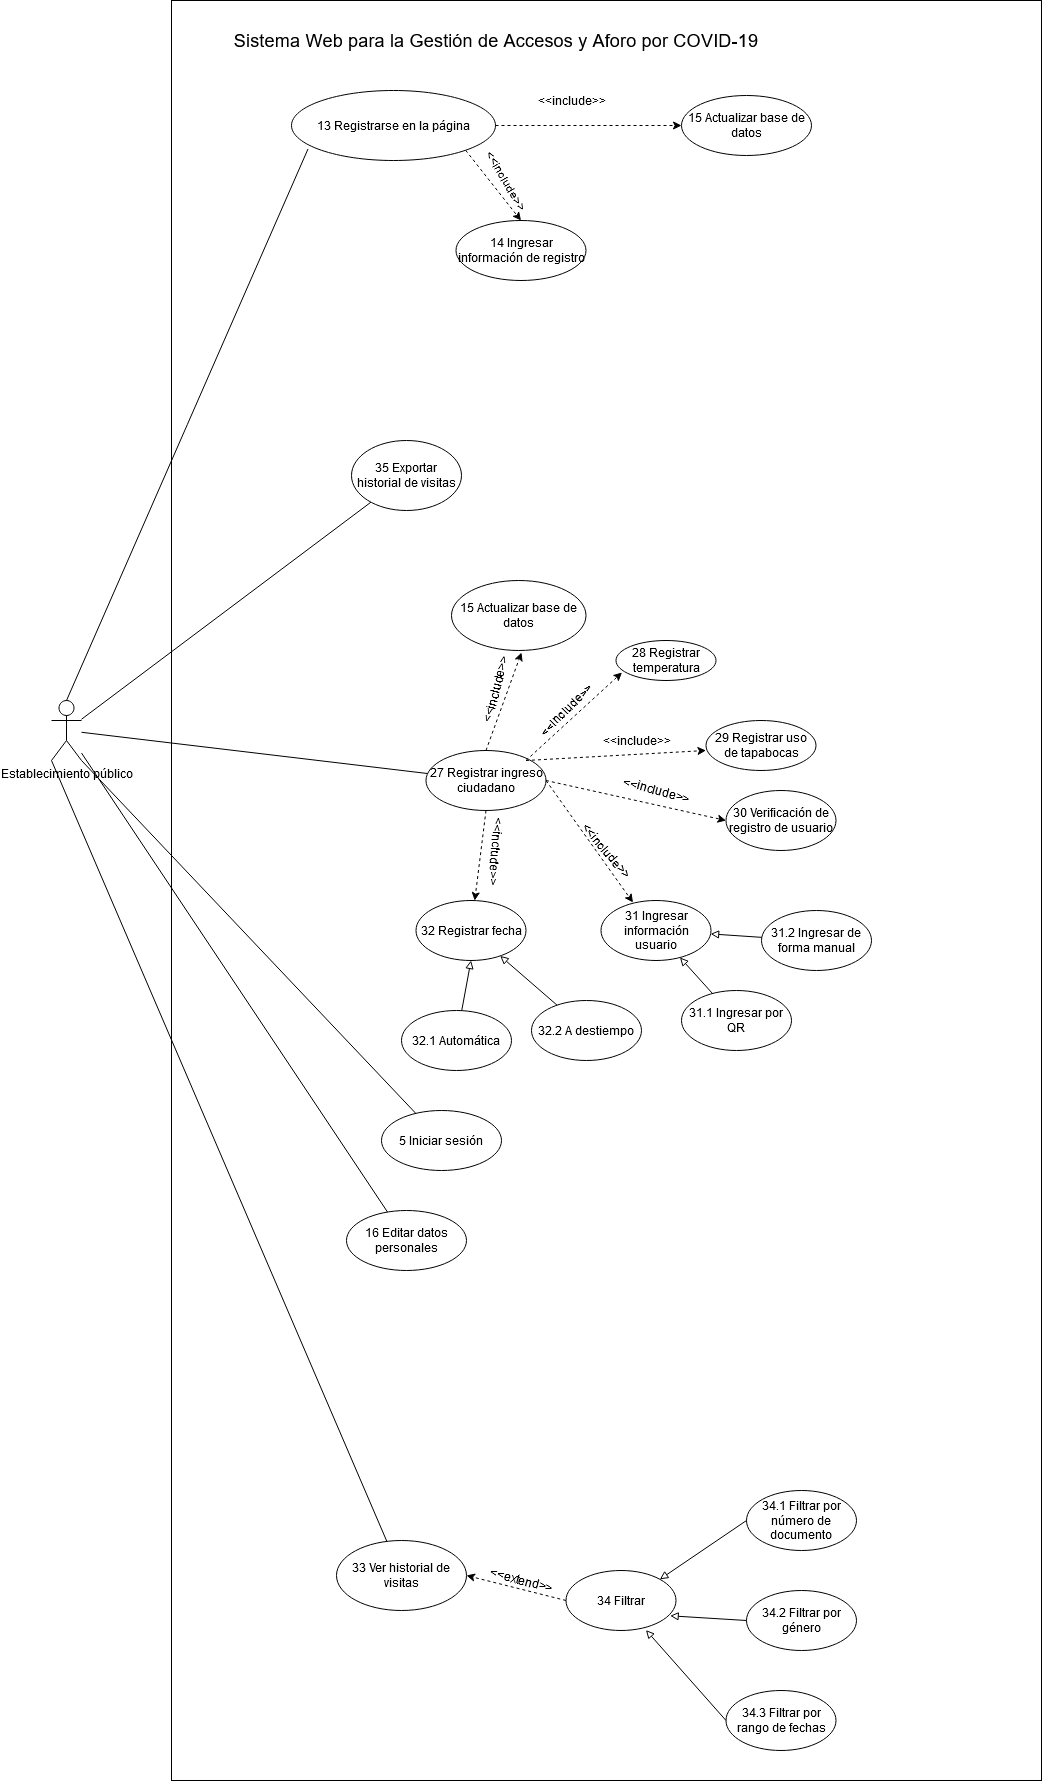 Sistema Web para la Gestión de Accesos y Aforo por COVID-19
13 Registrarse en la página
<<include>>
15 Actualizar base de
datos
<<include>>
14 Ingresar
información de registro
35 Exportar
historial de visitas
15 Actualizar base de
datos
<<include>>
28 Registrar
temperatura
<<include>>
29 Registrar uso
de tapabocas
<<include>>
Establecimiento público
27 Registrar ingreso
ciudadano
<<include>>
30 Verificación de
registro de usuario
<<include>>
<<include>>
32 Registrar fecha
31 Ingresar
información
usuario
31.2 Ingresar de
forma manual
31.1 Ingresar por
QR
32.1 Automática
32.2 A destiempo
5 Iniciar sesión
16 Editar datos
personales
33 Ver historial de
visitas
<<extend>>
34 Filtrar
34.1 Filtrar por
número de
documento
34.2 Filtrar por
género
34.3 Filtrar por
rango de fechas